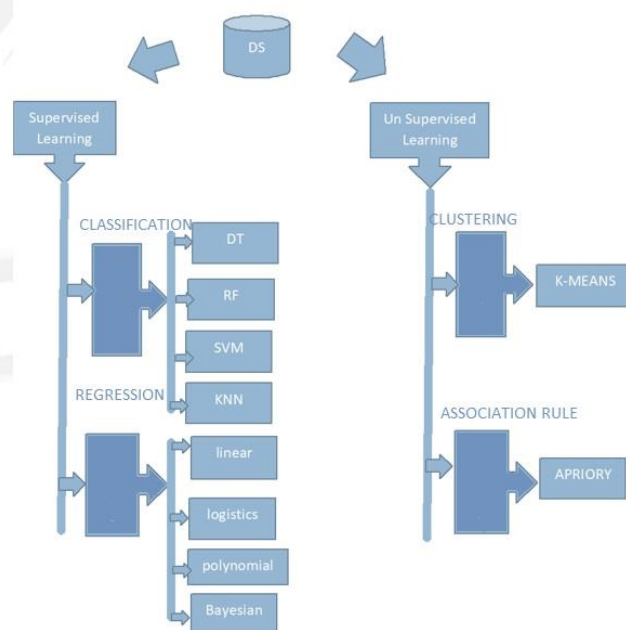 DS
Supervised
Learning
Un Supervised
Learning
CLASSIFICATION
DT
RF
SVM
KNN
REGRESSION
linear
logistics
polynomial
Bayesian
CLUSTERING
K-MEANS
ASSOCIATION RULE
APRIORY